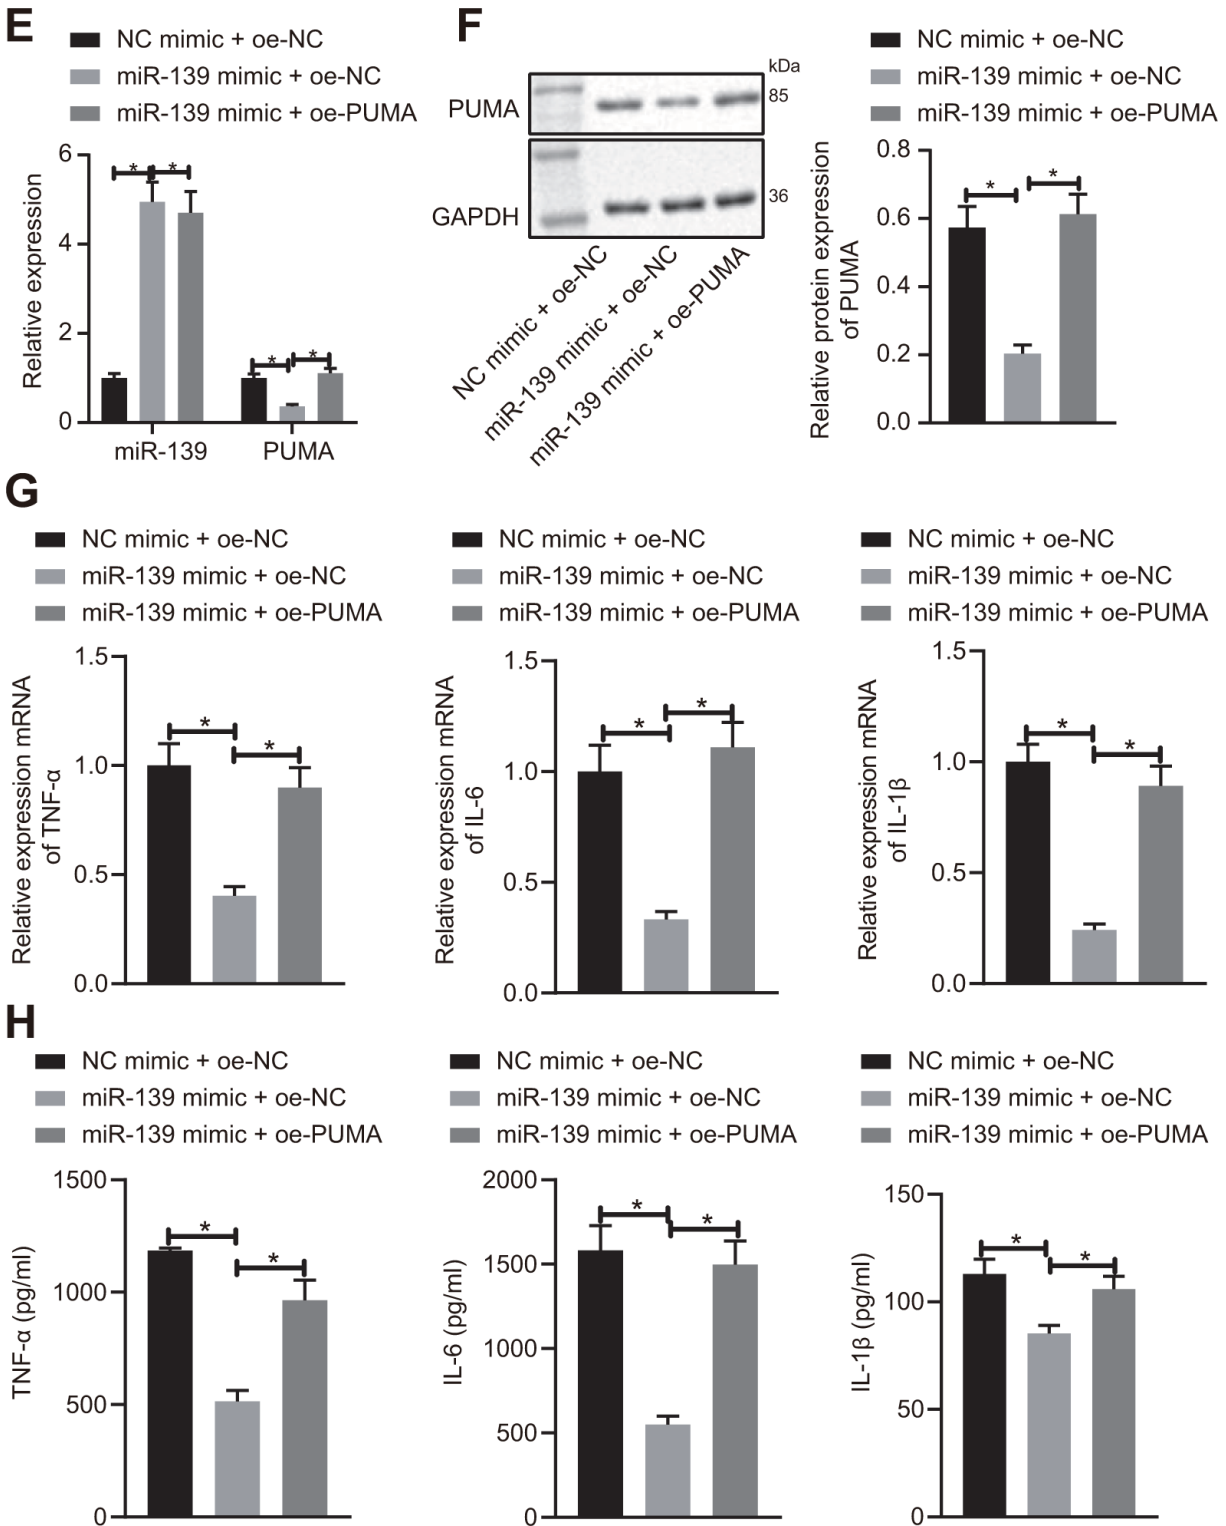 E
NC mimic + oe-NC
miR-139 mimic + oe-NC
miR-139 mimic + oe-PUMA
Relative expression
6
4
2
0
* *
* *
miR-139 PUMA
F
PUMA
GAPDH
kDa
85
36
NC mimic + oe-NC
miR-139 mimic + oe-NC
miR-139 mimic + oe-PUMA
NC mimic + oe-NC
miR-139 mimic + oe-NC
miR-139 mimic + oe-PUMA
Relative protein expression
of PUMA
0.8
0.6
0.4
0.2
0.0
* *
G
NC mimic + oe-NC
miR-139 mimic + oe-NC
miR-139 mimic + oe-PUMA
Relative expression mRNA
of TNF-α
1.5
1.0
0.5
0.0
* *
NC mimic + oe-NC
miR-139 mimic + oe-NC
miR-139 mimic + oe-PUMA
Relative expression mRNA
of IL-6
1.5
1.0
0.5
0.0
* *
NC mimic + oe-NC
miR-139 mimic + oe-NC
miR-139 mimic + oe-PUMA
Relative expression mRNA
of IL-1β
1.5
1.0
0.5
0.0
* *
H
NC mimic + oe-NC
miR-139 mimic + oe-NC
miR-139 mimic + oe-PUMA
TNF-α (pg/ml)
1500
1000
500
0
* *
NC mimic + oe-NC
miR-139 mimic + oe-NC
miR-139 mimic + oe-PUMA
IL-6 (pg/ml)
2000
1500
1000
500
0
* *
NC mimic + oe-NC
miR-139 mimic + oe-NC
miR-139 mimic + oe-PUMA
IL-1β (pg/ml)
150
100
50
0
* *